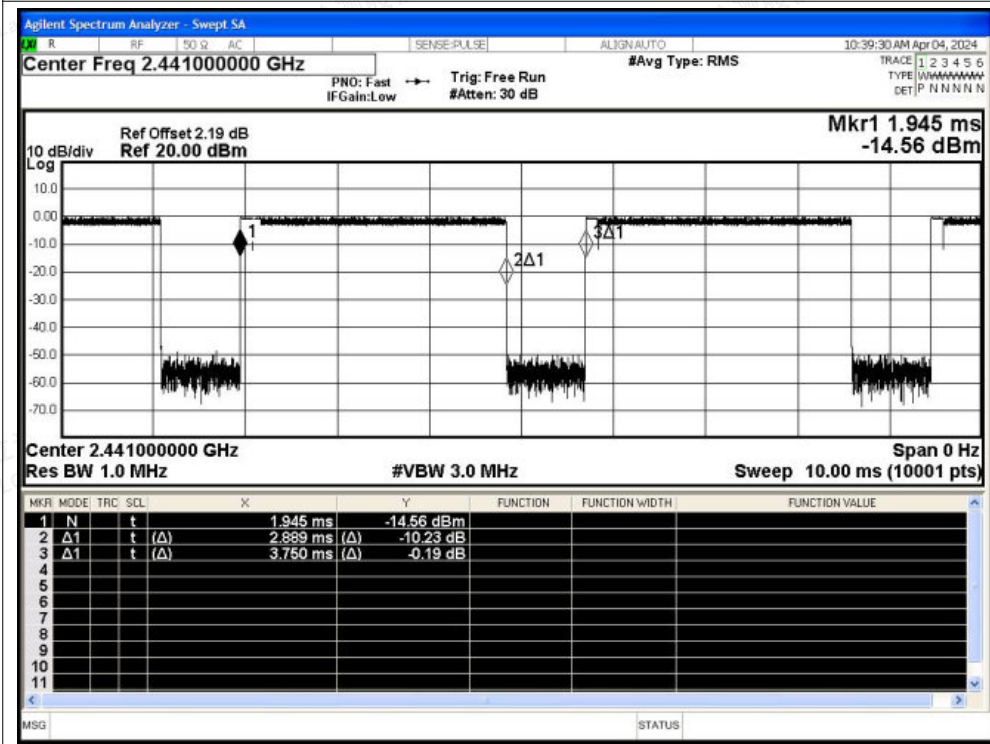 Agilent Spectrum Analyzer - Swept SA
LXI R RF 50 Ω AC SENSE:PULSE ALIGN AUTO 10:39:30 AM Apr 04, 2024
Center Freq 2.441000000 GHz #Avg Type: RMS TRACE 1 2 3 4 5 6
PNO: Fast Trig: Free Run TYPE WWWWWW
IFGain:Low #Atten: 30 dB DET P N N N N N
Ref Offset 2.19 dB Mkr1 1.945 ms
10 dB/div Ref 20.00 dBm -14.56 dBm
Log
10.0
0.00
1 3Δ1
-10.0
2Δ1
-20.0
-30.0
-40.0
-50.0
-60.0
-70.0
Center 2.441000000 GHz Span 0 Hz
Res BW 1.0 MHz #VBW 3.0 MHz Sweep 10.00 ms (10001 pts)
MKR MODE TRC SCL X Y FUNCTION FUNCTION WIDTH FUNCTION VALUE
1 N t 1.945 ms -14.56 dBm
2 Δ1 t (Δ) 2.889 ms (Δ) -10.23 dB
3 Δ1 t (Δ) 3.750 ms (Δ) -0.19 dB
4
5
6
7
8
9
10
11
MSG STATUS